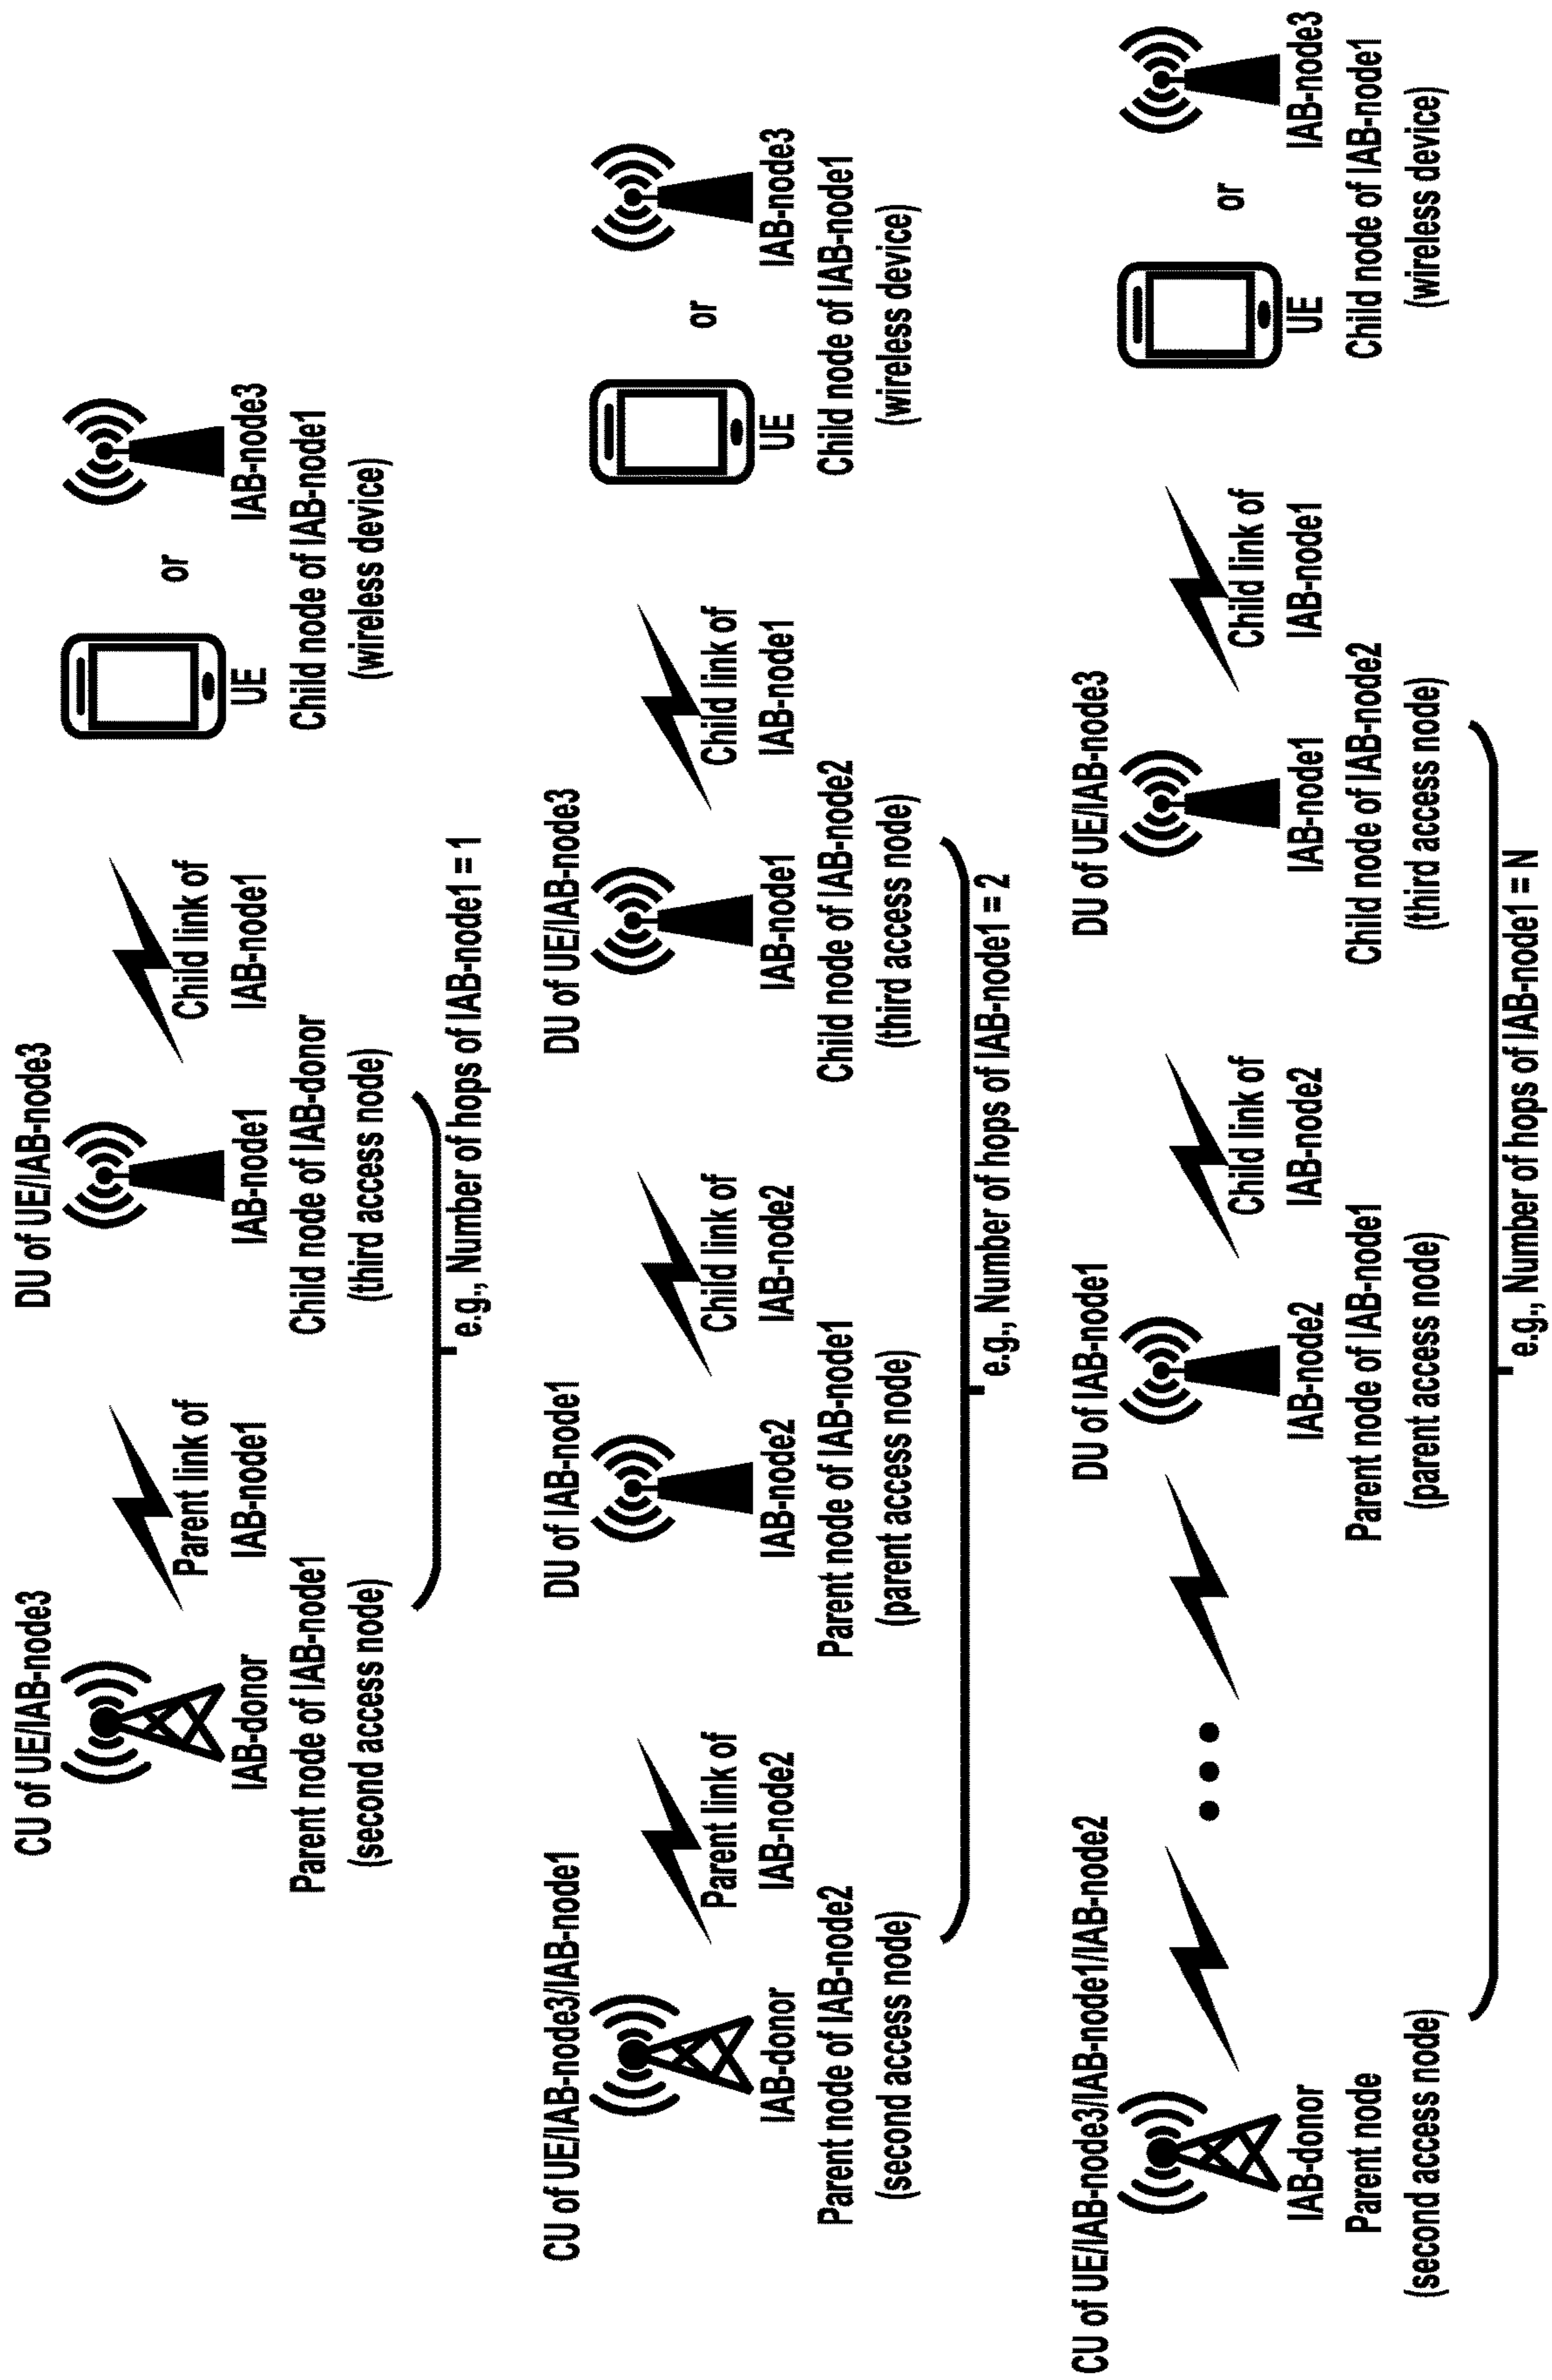 CU of UE/IAB-node3
IAB-donor
Parent node of IAB-node1
(second access node)
Parent link of
IAB-node1
DU of UE/IAB-node3
IAB-node1
Child node of IAB-donor
(third access node)
Child link of
IAB-node1
UE
or
IAB-node3
Child node of IAB-node1
(wireless device)
e.g., Number of hops of IAB-node1 = 1
CU of UE/IAB-node3/IAB-node1
IAB-donor
Parent node of IAB-node2
(second access node)
Parent link of
IAB-node2
DU of IAB-node1
IAB-node2
Parent node of IAB-node1
(parent access node)
Child link of
IAB-node2
DU of UE/IAB-node3
IAB-node1
Child node of IAB-node2
(third access node)
Child link of
IAB-node1
UE
or
IAB-node3
Child node of IAB-node1
(wireless device)
e.g., Number of hops of IAB-node1 = 2
CU of UE/IAB-node3/IAB-node1/IAB-node2
IAB-donor
Parent node
(second access node)
DU of IAB-node1
IAB-node2
Parent node of IAB-node1
(parent access node)
Child link of
IAB-node2
DU of UE/IAB-node3
IAB-node1
Child node of IAB-node2
(third access node)
Child link of
IAB-node1
UE
or
IAB-node3
Child node of IAB-node1
(wireless device)
e.g., Number of hops of IAB-node1 = N